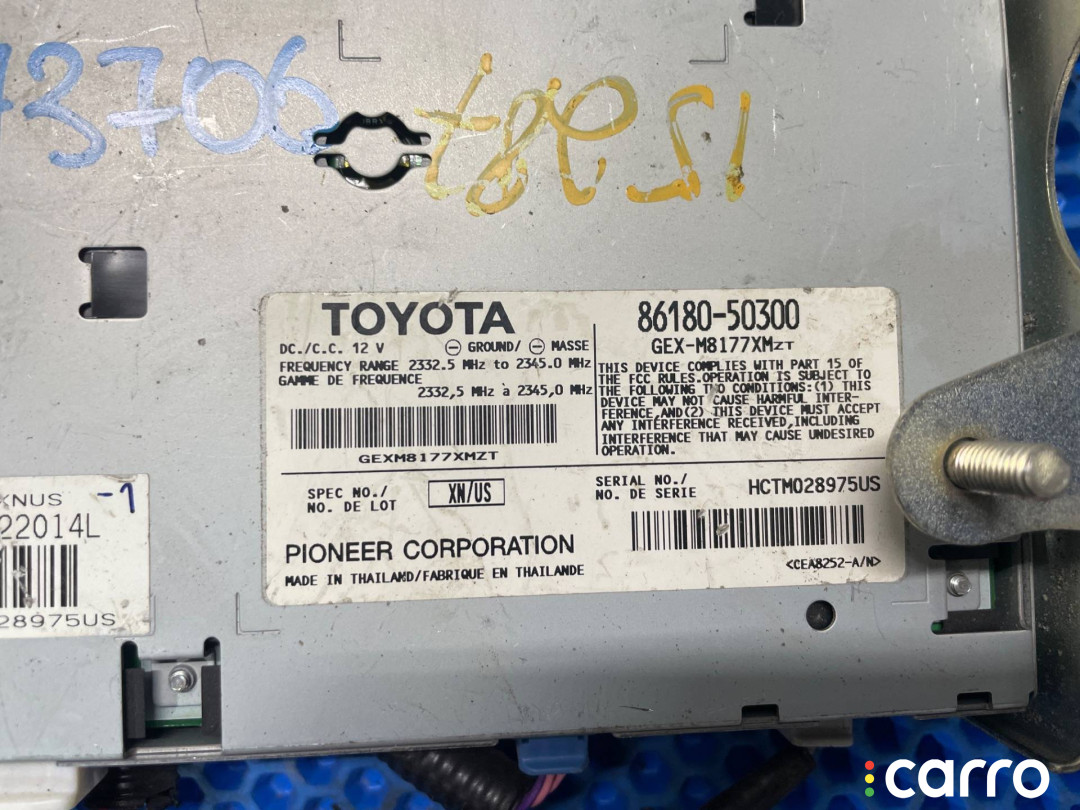 13706
1587
TOYOTA
DC./C.C. 12 V ⊖ GROUND/ ⊖ MASSE
FREQUENCY RANGE 2332.5 MHz to 2345.0 MHz
GAMME DE FREQUENCE
2332,5 MHz à 2345,0 MHz
GEXM8177XMZT
86180-50300
GEX-M8177XMZT
THIS DEVICE COMPLIES WITH PART 15 OF
THE FCC RULES.OPERATION IS SUBJECT TO
THE FOLLOWING TWO CONDITIONS:(1) THIS
DEVICE MAY NOT CAUSE HARMFUL INTER-
FERENCE,AND(2) THIS DEVICE MUST ACCEPT
ANY INTERFERENCE RECEIVED,INCLUDING
INTERFERENCE THAT MAY CAUSE UNDESIRED
OPERATION.
SPEC NO./
NO. DE LOT
XN/US
SERIAL NO./
NO. DE SERIE
HCTM028975US
PIONEER CORPORATION
MADE IN THAILAND/FABRIQUE EN THAILANDE
<CEA8252-A/N>
XNUS -1
22014L
28975US
carro